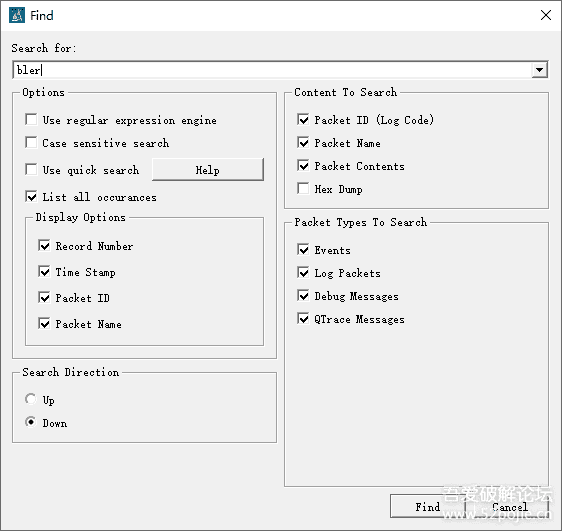 Find
Search for:
bler
Options
Use regular expression engine
Case sensitive search
Use quick search
Help
List all occurances
Display Options
Record Number
Time Stamp
Packet ID
Packet Name
Search Direction
Up
Down
Content To Search
Packet ID (Log Code)
Packet Name
Packet Contents
Hex Dump
Packet Types To Search
Events
Log Packets
Debug Messages
QTrace Messages
Find
Cancel
吾爱破解论坛
www.52pojie.cn